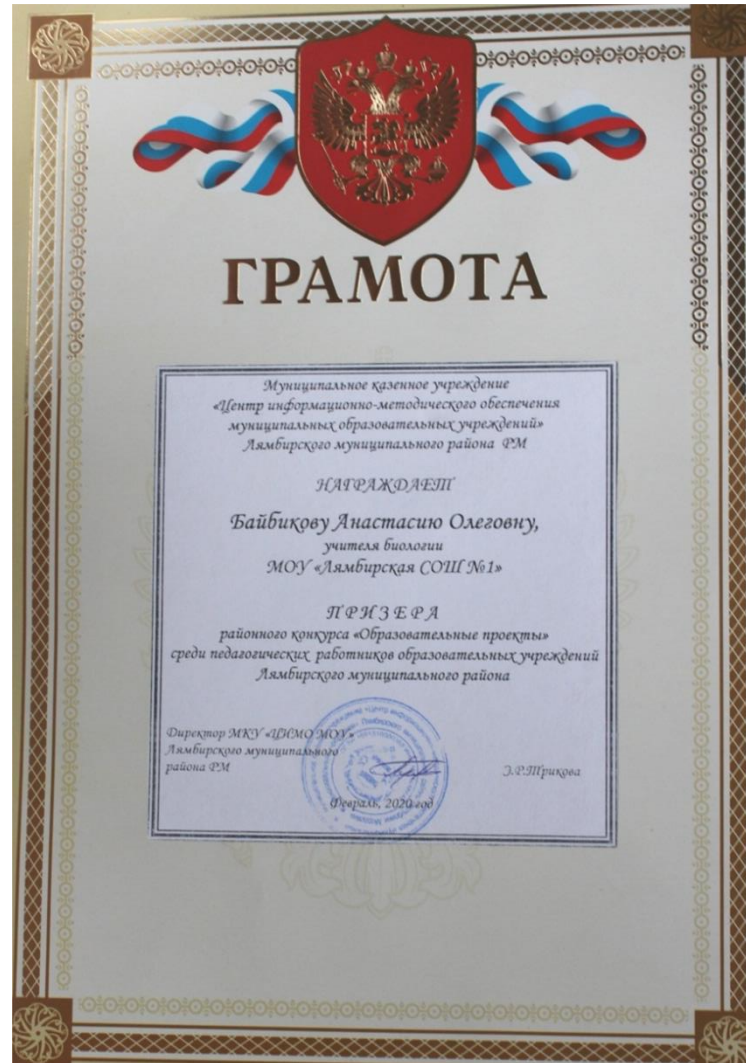 ГРАМОТА
Муниципальное казенное учреждение
«Центр информационно-методического обеспечения
муниципальных образовательных учреждений»
Лямбирского муниципального района РМ
НАГРАЖДАЕТ
Байбикову Анастасию Олеговну,
учителя биологии
МОУ «Лямбирская СОШ №1»
ПРИЗЕРА
районного конкурса «Образовательные проекты»
среди педагогических работников образовательных учреждений
Лямбирского муниципального района
Директор МКУ «ЦИМО МОУ»
Лямбирского муниципального
района РМ
Э.Р.Трикова
Февраль, 2020 год